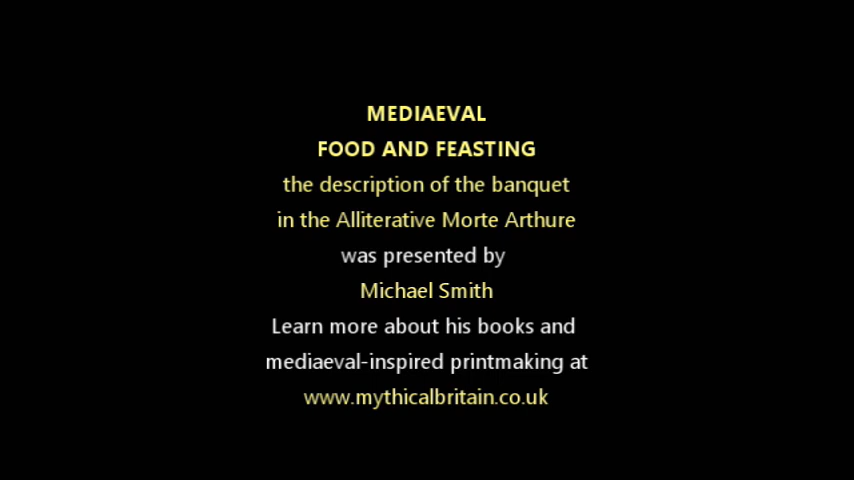 MEDIAEVAL
FOOD AND FEASTING
the description of the banquet
in the Alliterative Morte Arthure
was presented by
Michael Smith
Learn more about his books and
mediaeval-inspired printmaking at
www.mythicalbritain.co.uk